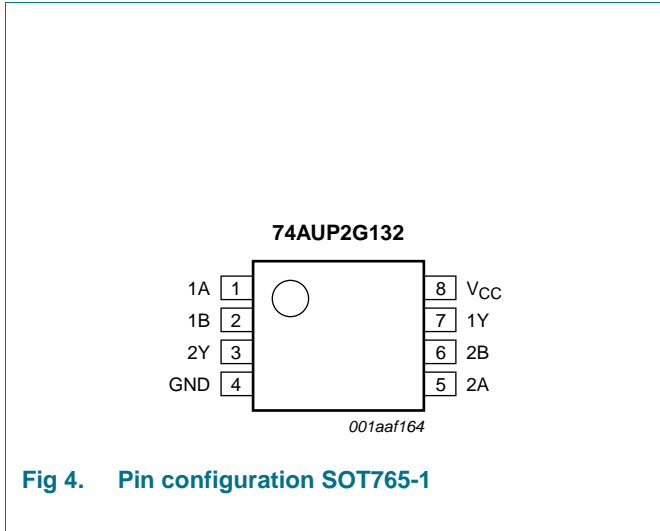 74AUP2G132
1A 1 8 VCC
1B 2 7 1Y
2Y 3 6 2B
GND 4 5 2A
001aaf164
Fig 4. Pin configuration SOT765-1